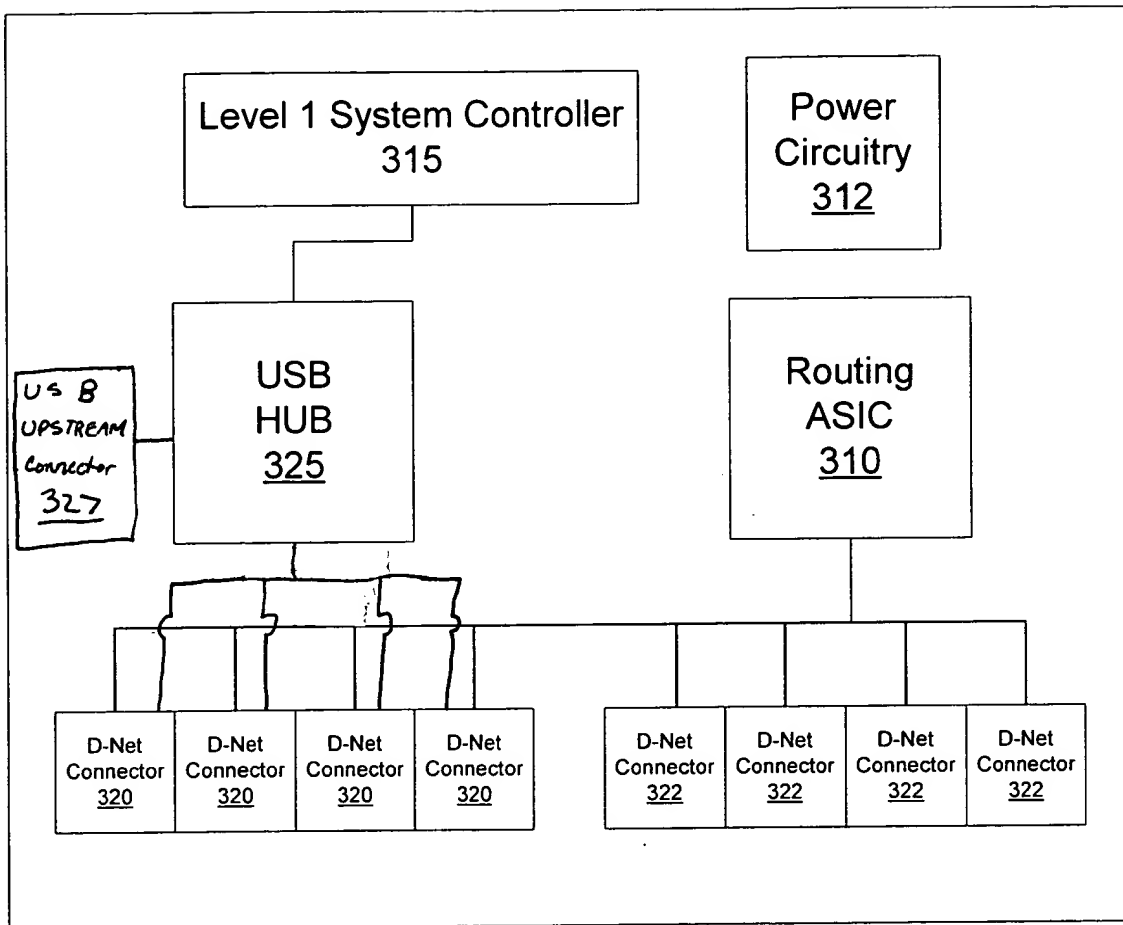 Level 1 System Controller
315
Power
Circuitry
312
USB
HUB
325
USB
UPSTREAM
Connector
327
Routing
ASIC
310
D-Net
Connector
320
D-Net
Connector
320
D-Net
Connector
320
D-Net
Connector
320
D-Net
Connector
322
D-Net
Connector
322
D-Net
Connector
322
D-Net
Connector
322